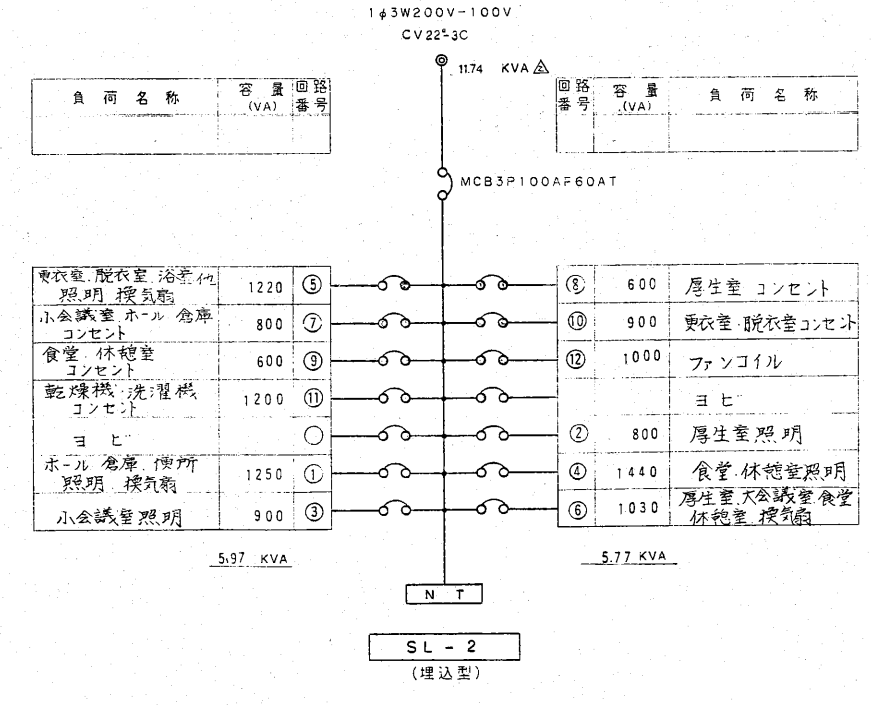 1φ3W200V-100V
CV22□-3C
11.74 KVA
負荷名称 容量(VA) 回路番号
回路番号 容量(VA) 負荷名称
MCB3P100AF60AT
更衣室.脱衣室.浴室他
照明 換気扇
1220 ⑤
⑧ 600 厚生室 コンセント
小会議室.ホール 倉庫
コンセント
800 ⑦
⑩ 900 更衣室・脱衣室コンセント
食堂.休憩室
コンセント
600 ⑨
⑫ 1000 ファンコイル
乾燥機・洗濯機
コンセント
1200 ⑪
ヨビ
ヨビ ○
② 800 厚生室照明
ホール 倉庫.便所
照明 換気扇
1250 ①
④ 1440 食堂.休憩室照明
小会議室照明 900 ③
⑥ 1030
厚生室.大会議室.食堂
休憩室.換気扇
5.97 KVA
5.77 KVA
N T
SL-2
(埋込型)